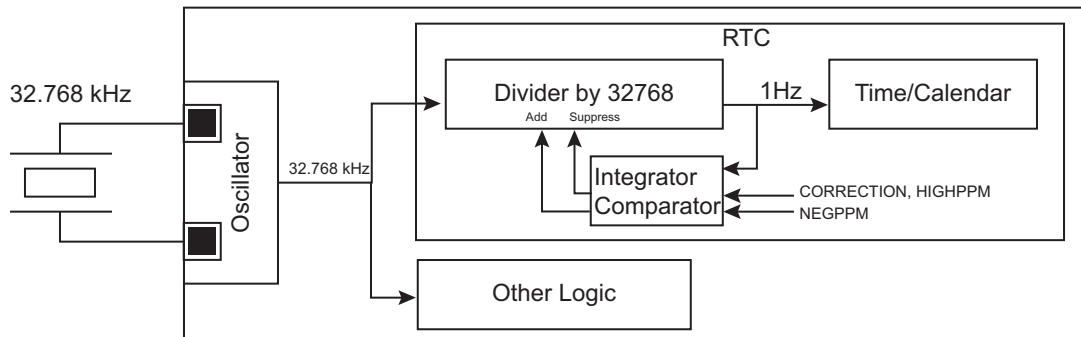 RTC
32.768 kHz
Divider by 32768
Add Suppress
1Hz
Time/Calendar
Oscillator
32.768 kHz
Integrator
Comparator
CORRECTION, HIGHPPM
NEGPPM
Other Logic